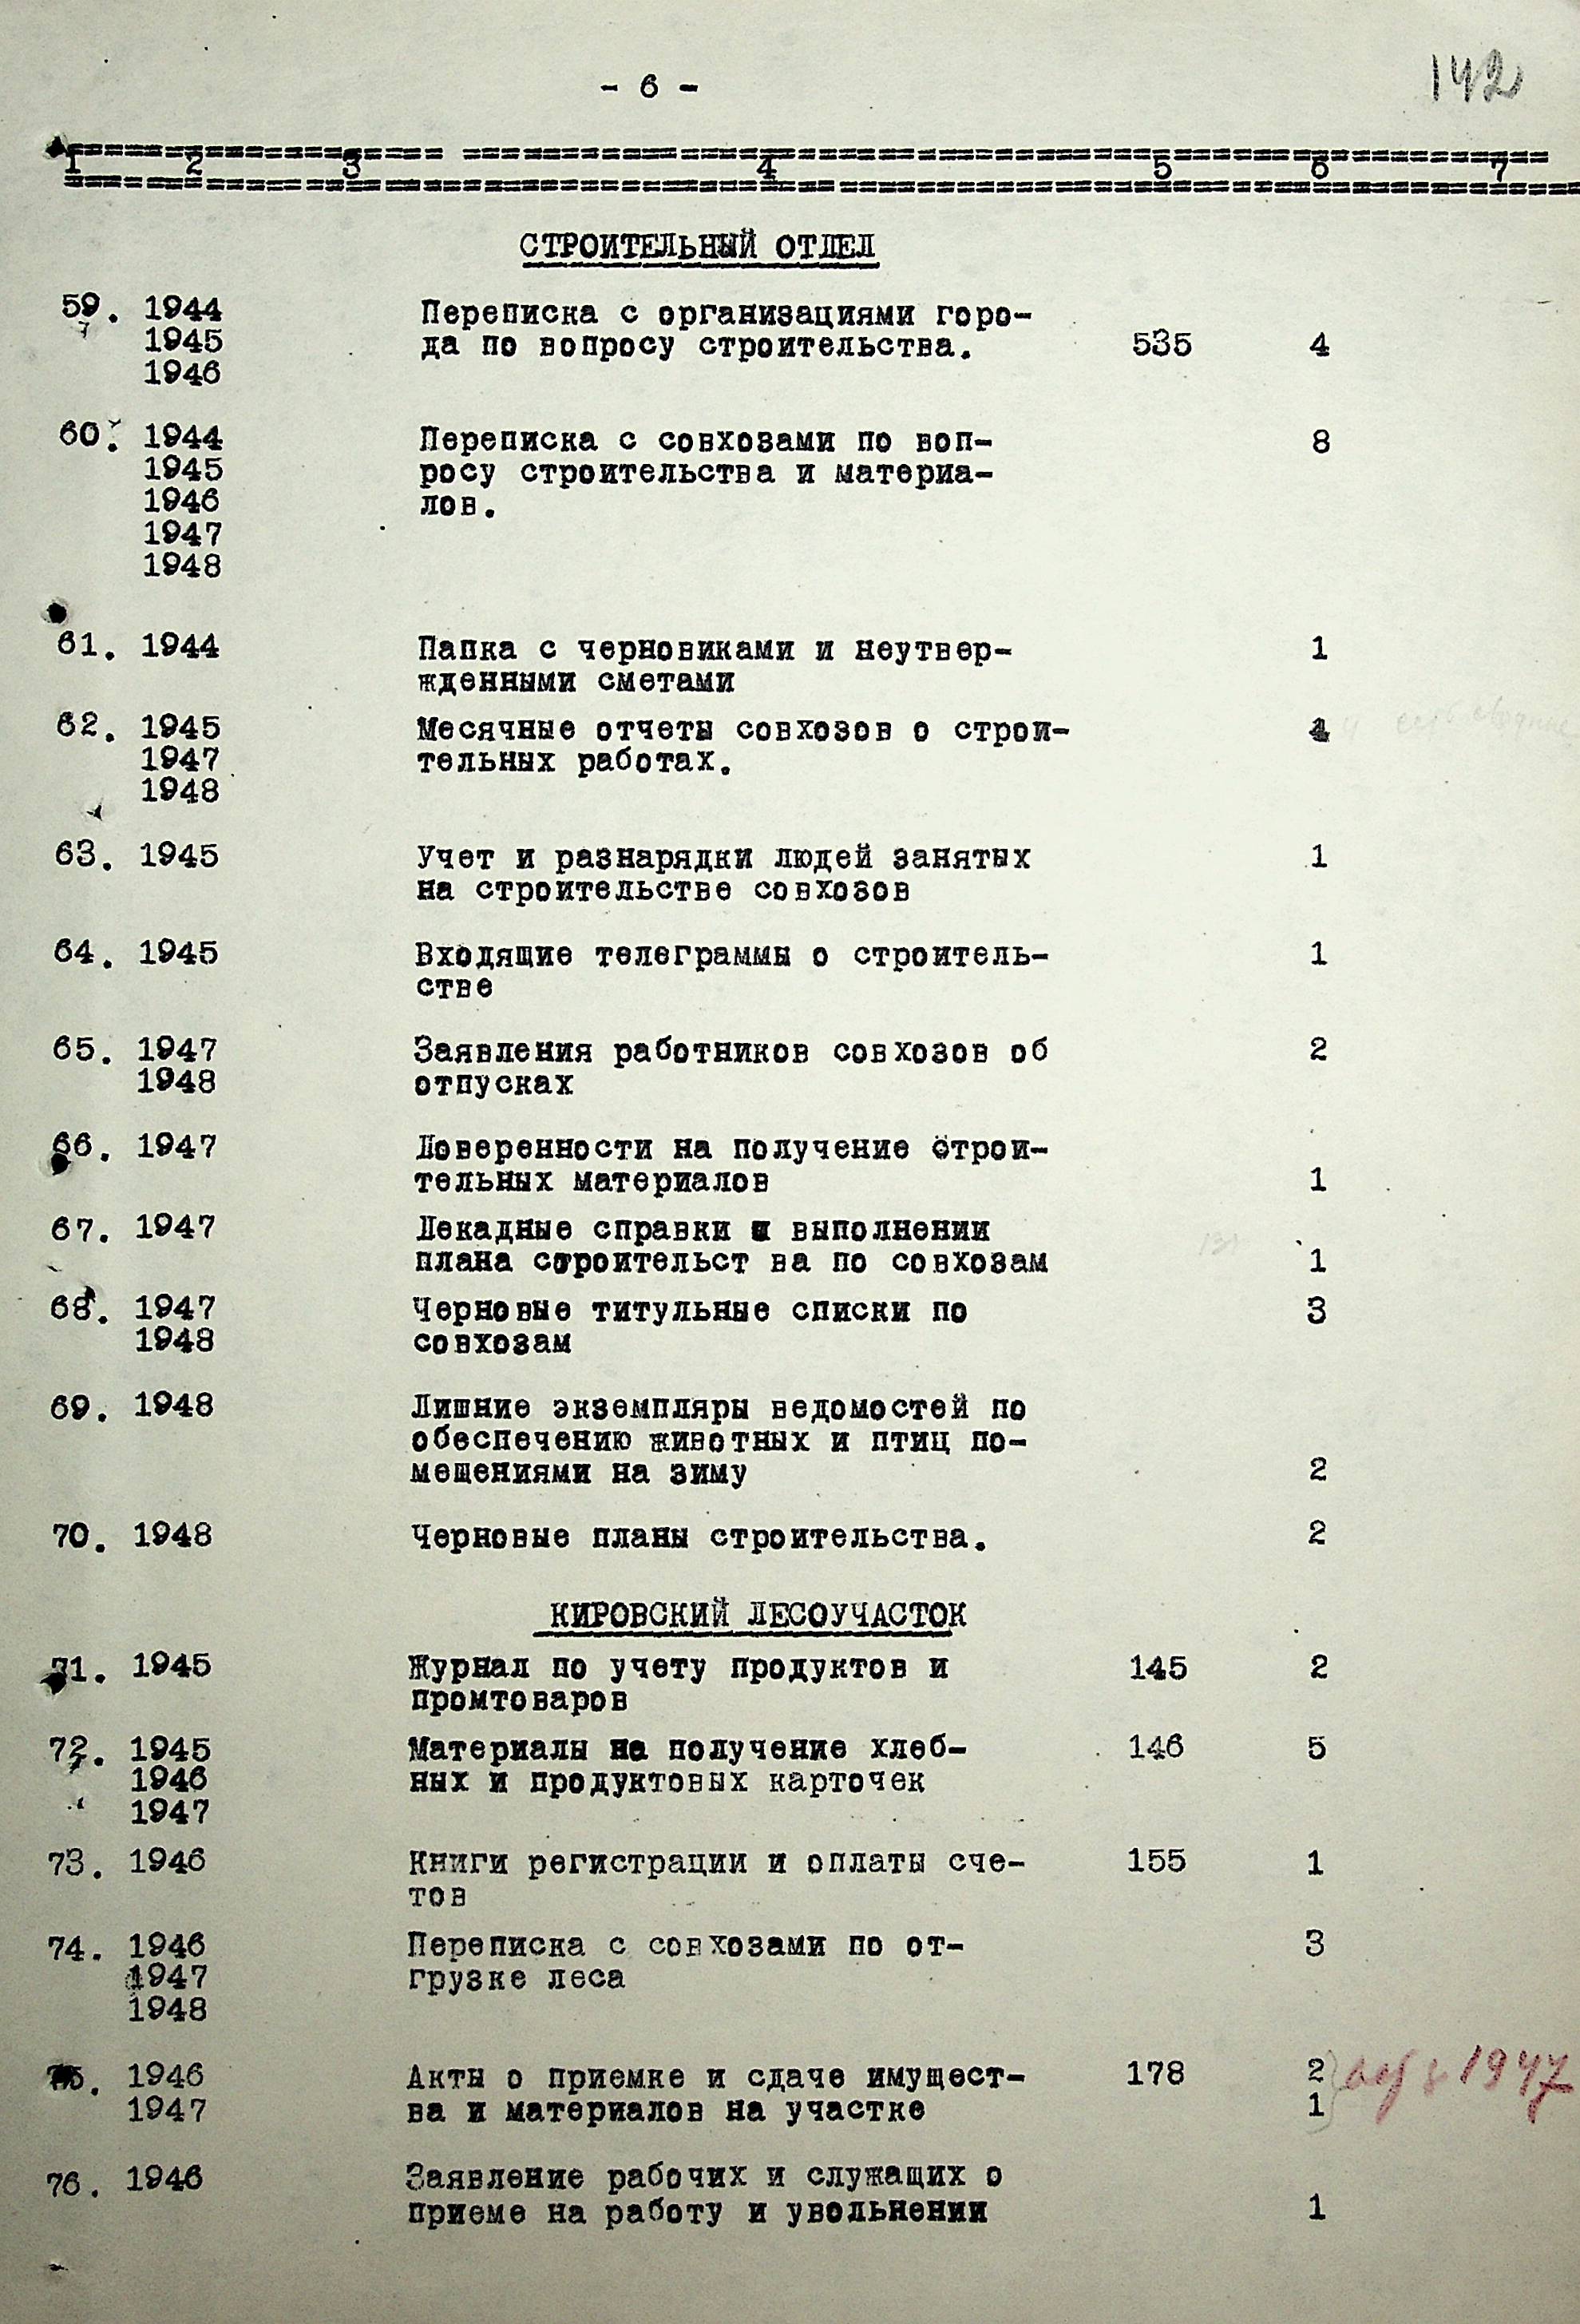 - 6 -
142
1 2 3 4 5 6 7
СТРОИТЕЛЬНЫЙ ОТДЕЛ
59. 1944 Переписка с организациями горо-
1945 да по вопросу строительства. 535 4
1946
60. 1944 Переписка с совхозами по воп- 8
1945 росу строительства и материа-
1946 лов.
1947
1948
61. 1944 Папка с черновиками и неутвер- 1
жденными сметами
62. 1945 Месячные отчеты совхозов о строи- 4
1947 тельных работах.
1948
63. 1945 Учет и разнарядки людей занятых 1
на строительстве совхозов
64. 1945 Входящие телеграммы о строитель- 1
стве
65. 1947 Заявления работников совхозов об 2
1948 отпусках
66. 1947 Доверенности на получение строи-
тельных материалов 1
67. 1947 Декадные справки выполнении
плана строительст ва по совхозам 1
68. 1947 Черновые титульные списки по 3
1948 совхозам
69. 1948 Лишние экземпляры ведомостей по
обеспечению животных и птиц по-
мещениями на зиму 2
70. 1948 Черновые планы строительства. 2
КИРОВСКИЙ ЛЕСОУЧАСТОК
71. 1945 Журнал по учету продуктов и 145 2
промтоваров
72. 1945 Материалы на получение хлеб- 146 5
1946 ных и продуктовых карточек
1947
73. 1946 Книги регистрации и оплаты сче- 155 1
тов
74. 1946 Переписка с совхозами по от- 3
1947 грузке леса
1948
75. 1946 Акты о приемке и сдаче имущест- 178 2 1947
1947 ва и материалов на участке 1
76. 1946 Заявление рабочих и служащих о
приеме на работу и увольнении 1